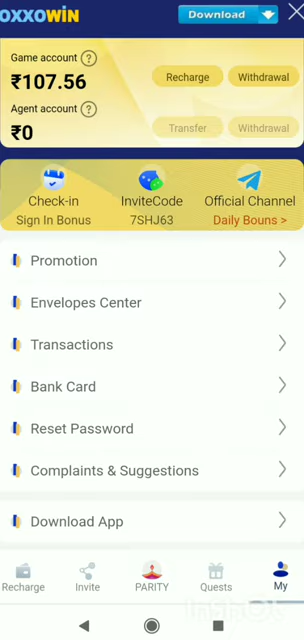 OXXOWIN
Download
Game account ?
₹107.56
Recharge
Withdrawal
Agent account ?
₹0
Transfer
Withdrawal
Check-in
Sign In Bonus
InviteCode
7SHJ63
Official Channel
Daily Bouns >
Promotion
Envelopes Center
Transactions
Bank Card
Reset Password
Complaints & Suggestions
Download App
Recharge
Invite
PARITY
Quests
My
InShot